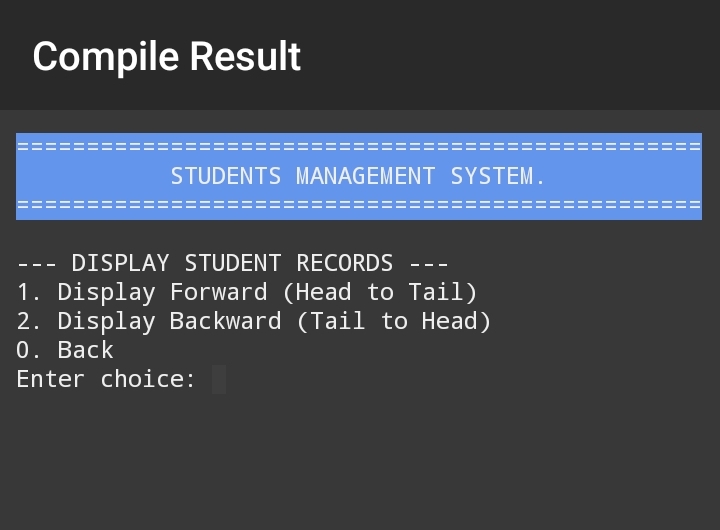 Compile Result
=================================================
STUDENTS MANAGEMENT SYSTEM.
=================================================
--- DISPLAY STUDENT RECORDS ---
1. Display Forward (Head to Tail)
2. Display Backward (Tail to Head)
0. Back
Enter choice: